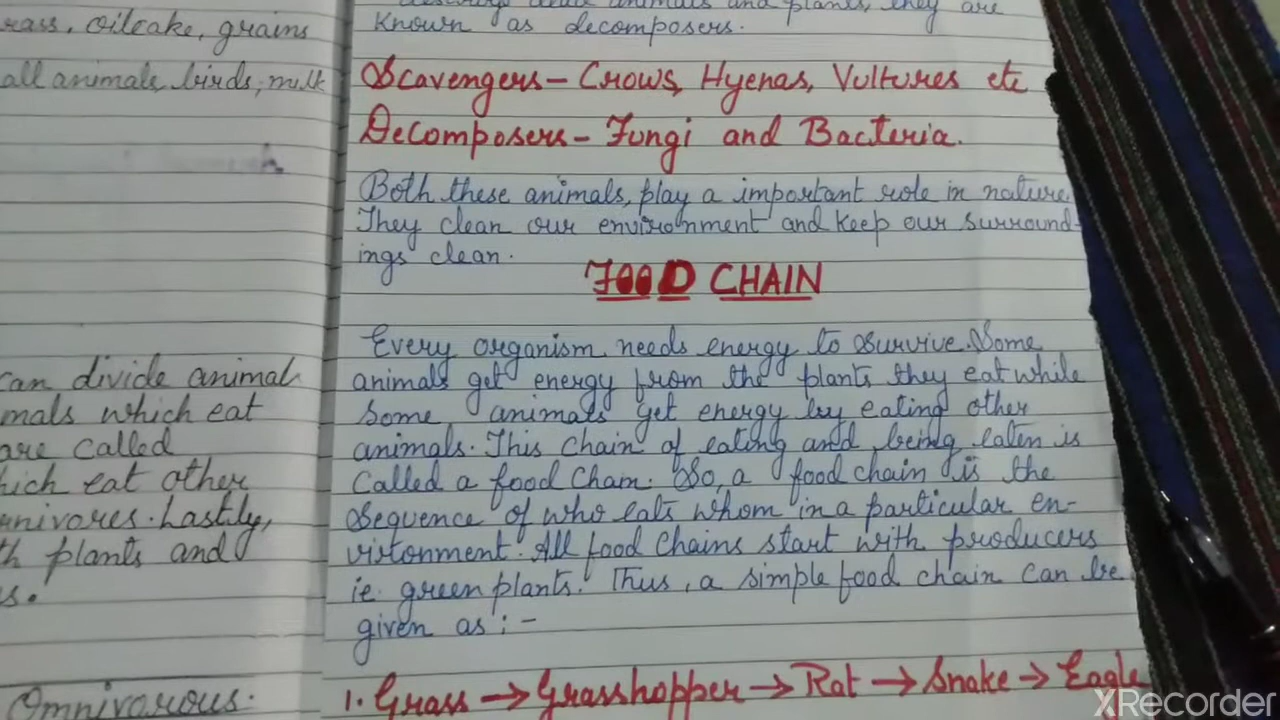 rass, oilcake, grains
all animals, birds, milk
can divide animal
mals which eat
are called
hich eat other
nivores. Lastly,
th plants and
s.
Omnivorous.
animals and plants, they are
known as decomposers.
Scavengers - Crows, Hyenas, Vultures etc
Decomposers - Fungi and Bacteria.
Both these animals, play a important role in nature.
They clean our environment and keep our surround-
ings clean.
FOOD CHAIN
Every organism needs energy to survive. Some
animals get energy from the plants they eat while
some animals get energy by eating other
animals. This chain of eating and being eaten is
called a food chain. So, a food chain is the
sequence of who eats whom in a particular en-
vironment. All food chains start with producers
ie. green plants. Thus, a simple food chain can be
given as : -
1. Grass → Grasshopper → Rat → Snake → Eagle
XRecorder